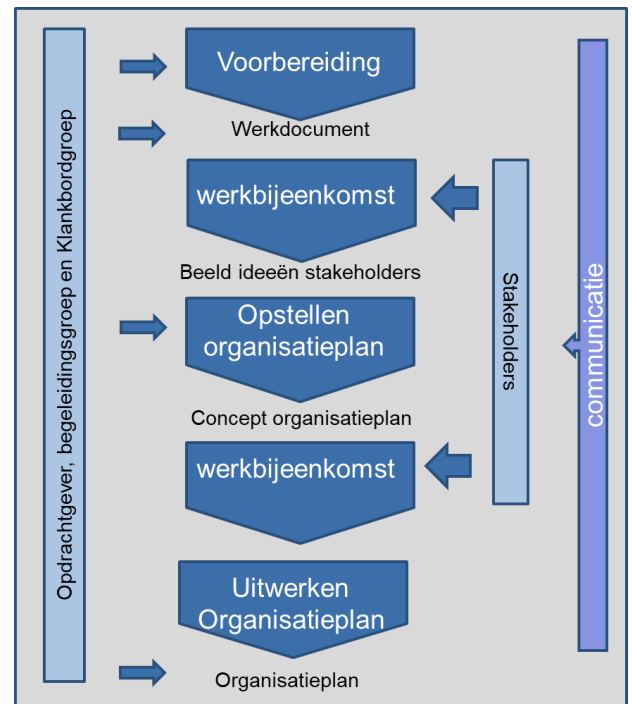 Opdrachtgever, begeleidingsgroep en Klankbordgroep
Voorbereiding
Werkdocument
werkbijeenkomst
Beeld ideeën stakeholders
Opstellen
organisatieplan
Concept organisatieplan
werkbijeenkomst
Uitwerken
Organisatieplan
Organisatieplan
Stakeholders
communicatie